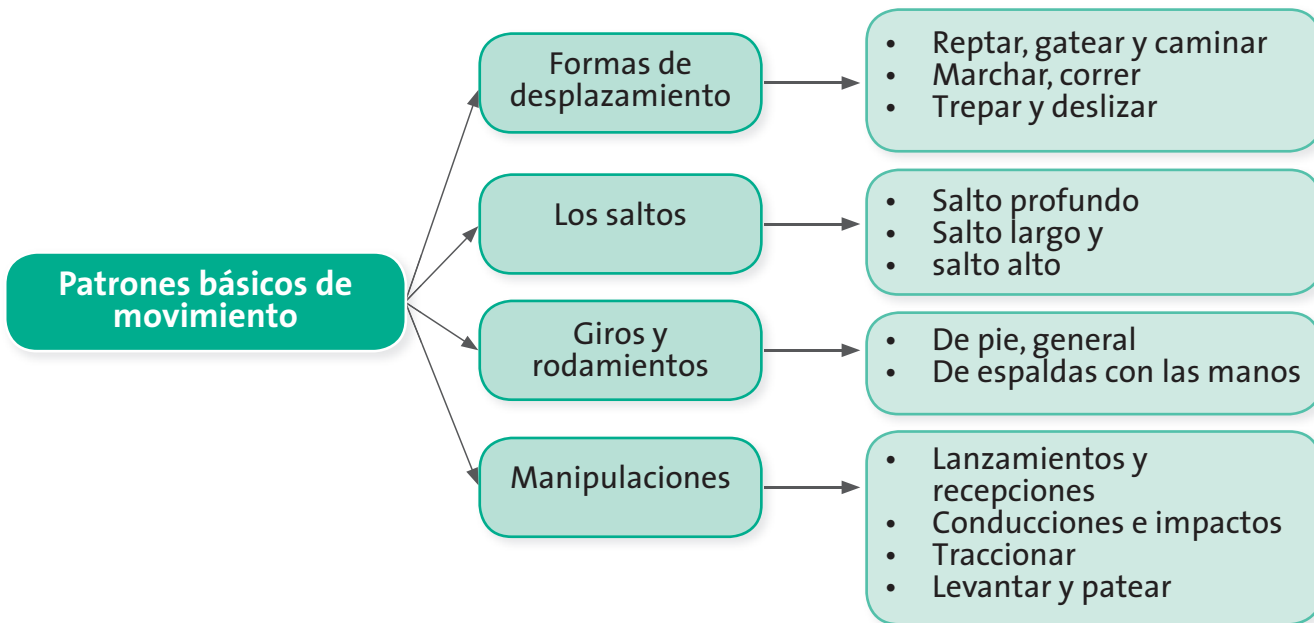 Patrones básicos de
movimiento
Formas de
desplazamiento
• Reptar, gatear y caminar
• Marchar, correr
• Trepar y deslizar
Los saltos
• Salto profundo
• Salto largo y
• salto alto
Giros y
rodamientos
• De pie, general
• De espaldas con las manos
Manipulaciones
• Lanzamientos y
recepciones
• Conducciones e impactos
• Traccionar
• Levantar y patear